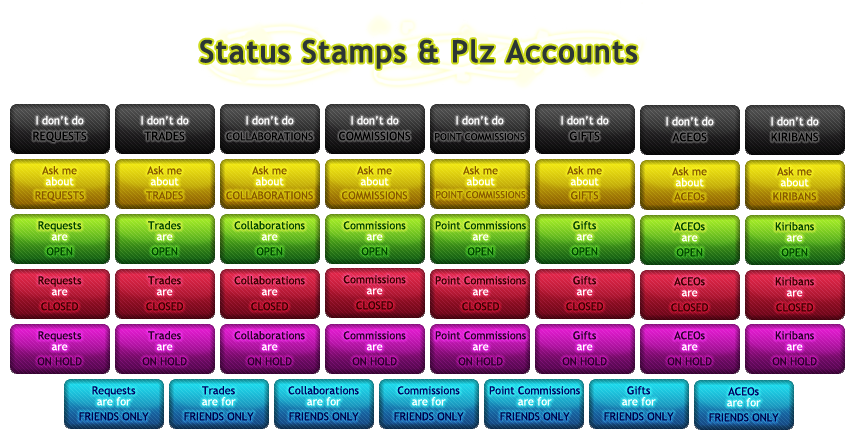 Status Stamps & Plz Accounts
I don't do I don't do I don't do I don't do I don't do I don't do I don't do I don't do
REQUESTS TRADES COLLABORATIONS COMMISSIONS POINT COMMISSIONS GIFTS ACEOS KIRIBANS
Ask me Ask me Ask me Ask me Ask me Ask me Ask me Ask me
about about about about about about about about
REQUESTS TRADES COLLABORATIONS COMMISSIONS POINT COMMISSIONS GIFTS ACEOs KIRIBANS
Requests Trades Collaborations Commissions Point Commissions Gifts ACEOs Kiribans
are are are are are are are are
OPEN OPEN OPEN OPEN OPEN OPEN OPEN OPEN
Requests Trades Collaborations Commissions Point Commissions Gifts ACEOs Kiribans
are are are are are are are are
CLOSED CLOSED CLOSED CLOSED CLOSED CLOSED CLOSED CLOSED
Requests Trades Collaborations Commissions Point Commissions Gifts ACEOs Kiribans
are are are are are are are are
ON HOLD ON HOLD ON HOLD ON HOLD ON HOLD ON HOLD ON HOLD ON HOLD
Requests Trades Collaborations Commissions Point Commissions Gifts ACEOs
are for are for are for are for are for are for are for
FRIENDS ONLY FRIENDS ONLY FRIENDS ONLY FRIENDS ONLY FRIENDS ONLY FRIENDS ONLY FRIENDS ONLY